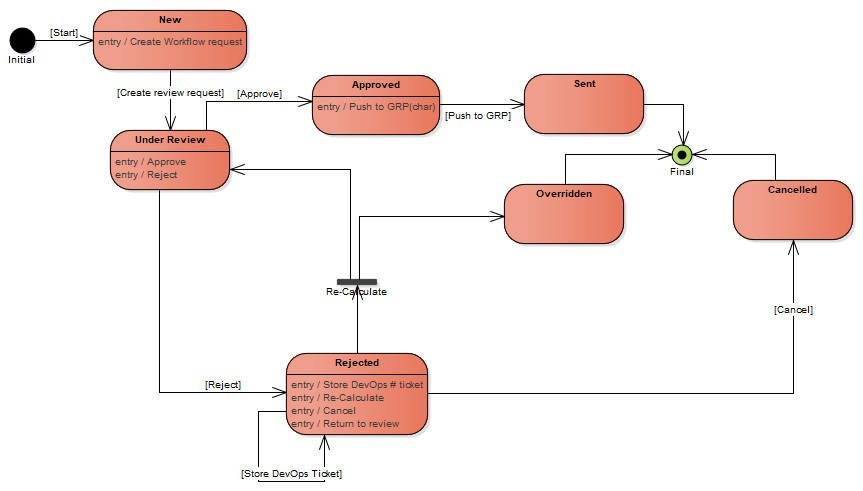 New
[Start]
entry / Create Workflow request
Initial
[Create review request]
[Approve]
Approved
entry / Push to GRP(char)
Sent
[Push to GRP]
Under Review
entry / Approve
entry / Reject
Final
Overridden
Cancelled
Re-Calculate
[Cancel]
Rejected
[Reject]
entry / Store DevOps # ticket
entry / Re-Calculate
entry / Cancel
entry / Return to review
[Store DevOps Ticket]